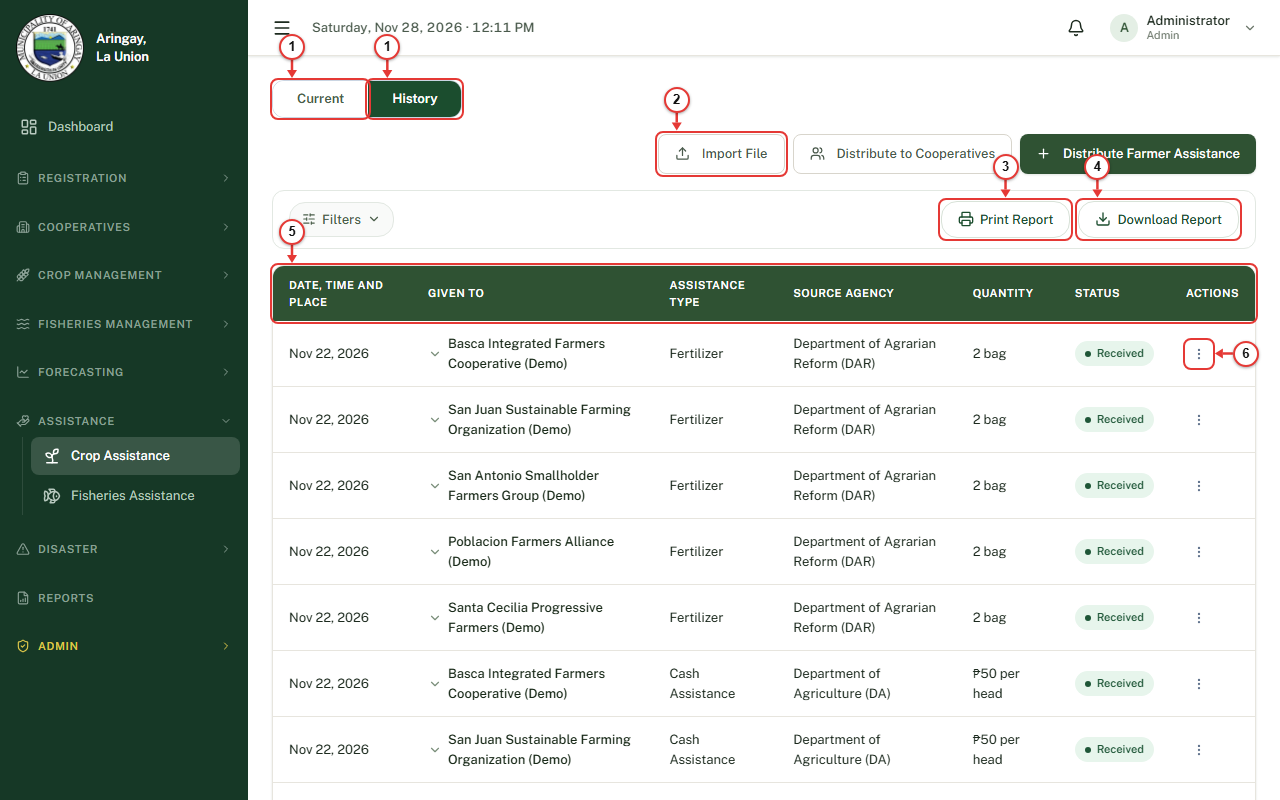 MUNICIPALITY OF ARINGAY
1741
LA UNION
Aringay,
La Union
Dashboard
REGISTRATION
COOPERATIVES
CROP MANAGEMENT
FISHERIES MANAGEMENT
FORECASTING
ASSISTANCE
Crop Assistance
Fisheries Assistance
DISASTER
REPORTS
ADMIN
Saturday, Nov 28, 2026 · 12:11 PM
A
Administrator
Admin
1
1
Current
History
2
Import File
Distribute to Cooperatives
Distribute Farmer Assistance
3
4
Filters
Print Report
Download Report
5
DATE, TIME AND PLACE
GIVEN TO
ASSISTANCE TYPE
SOURCE AGENCY
QUANTITY
STATUS
ACTIONS
Nov 22, 2026
Basca Integrated Farmers
Cooperative (Demo)
Fertilizer
Department of Agrarian
Reform (DAR)
2 bag
Received
6
Nov 22, 2026
San Juan Sustainable Farming
Organization (Demo)
Fertilizer
Department of Agrarian
Reform (DAR)
2 bag
Received
Nov 22, 2026
San Antonio Smallholder
Farmers Group (Demo)
Fertilizer
Department of Agrarian
Reform (DAR)
2 bag
Received
Nov 22, 2026
Poblacion Farmers Alliance
(Demo)
Fertilizer
Department of Agrarian
Reform (DAR)
2 bag
Received
Nov 22, 2026
Santa Cecilia Progressive
Farmers (Demo)
Fertilizer
Department of Agrarian
Reform (DAR)
2 bag
Received
Nov 22, 2026
Basca Integrated Farmers
Cooperative (Demo)
Cash
Assistance
Department of
Agriculture (DA)
₱50 per
head
Received
Nov 22, 2026
San Juan Sustainable Farming
Organization (Demo)
Cash
Assistance
Department of
Agriculture (DA)
₱50 per
head
Received